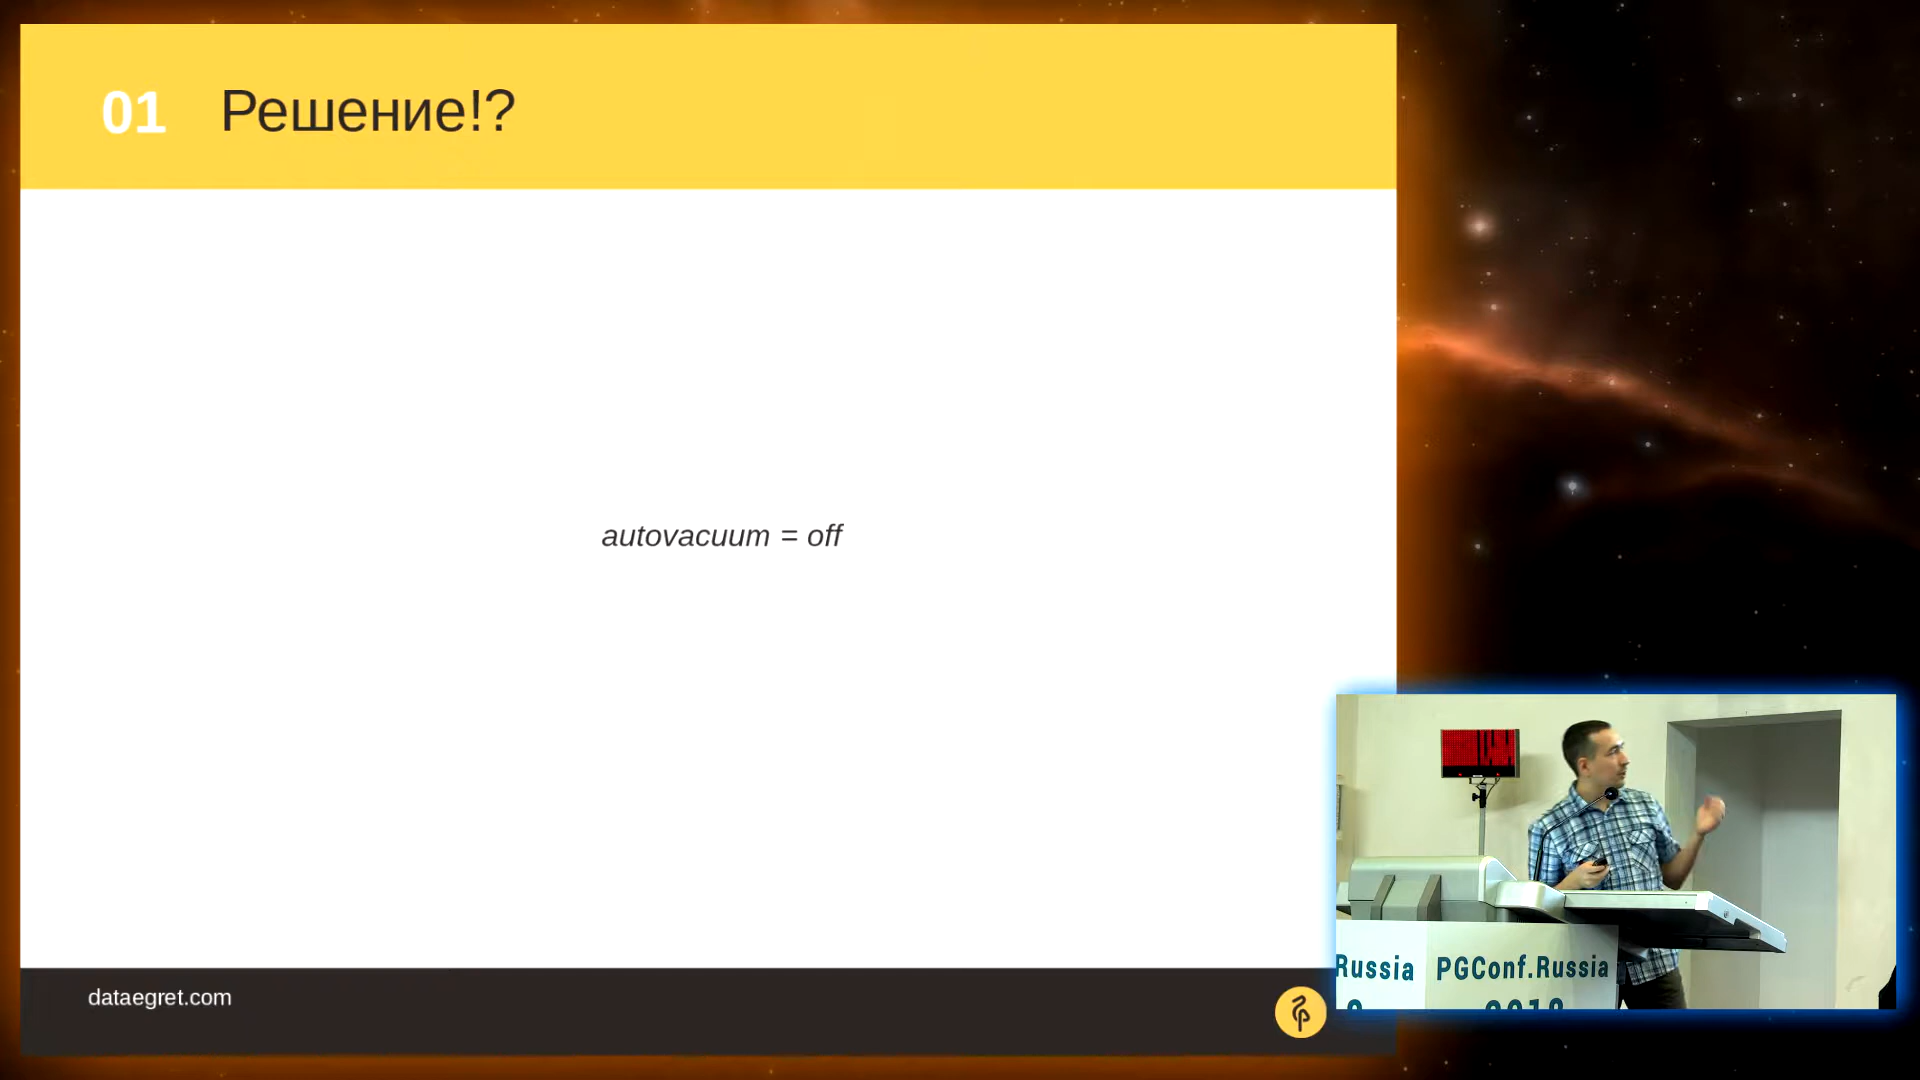 01 Решение!?
autovacuum = off
dataegret.com
Russia PGConf.Russia